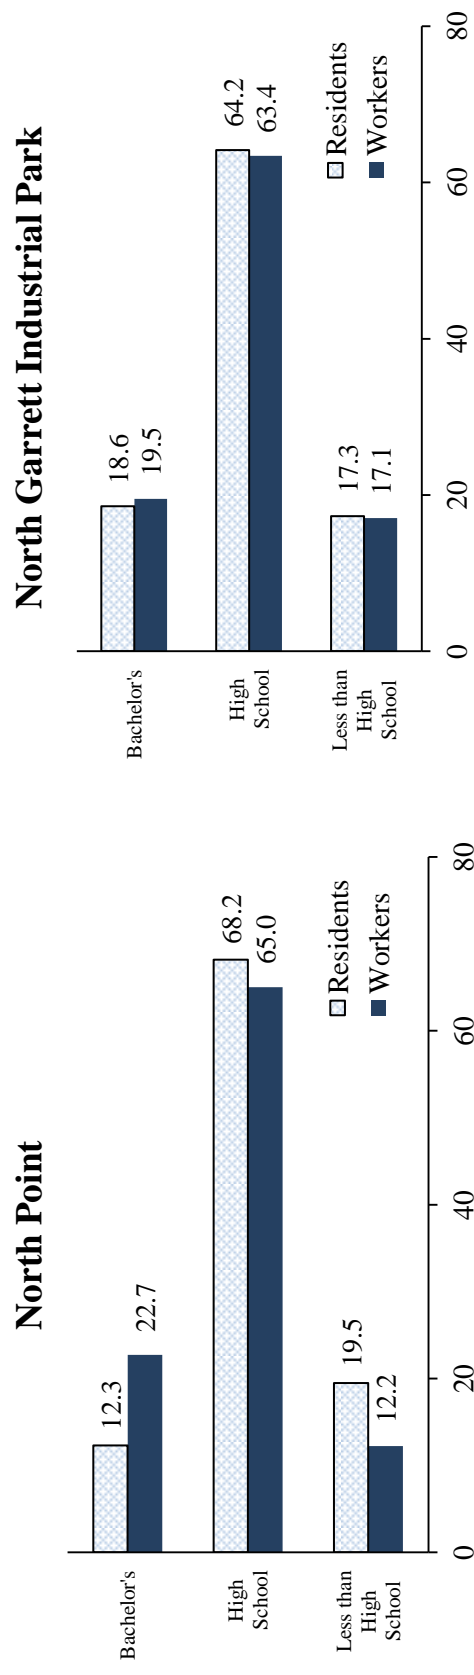 North Point
Bachelor's
12.3
22.7
High
School
68.2
65.0
Less than
High
School
19.5
12.2
Residents
Workers
0
20
40
60
80
North Garrett Industrial Park
Bachelor's
18.6
19.5
High
School
64.2
63.4
Less than
High
School
17.3
17.1
Residents
Workers
0
20
40
60
80